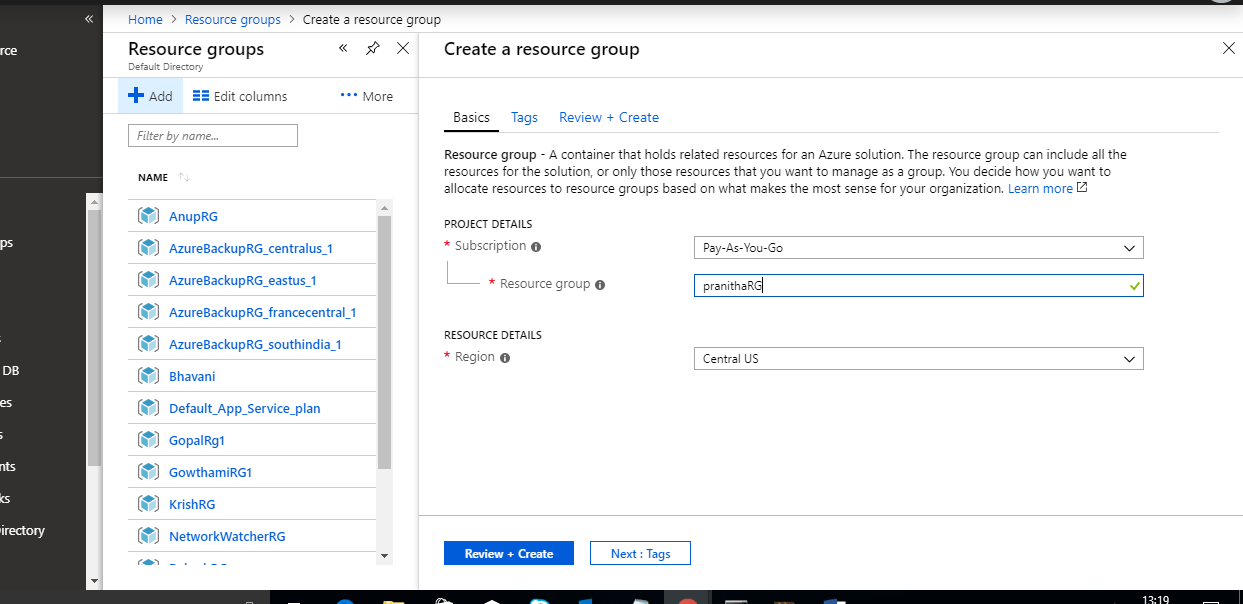 «
Home > Resource groups > Create a resource group
rce
Resource groups
Default Directory
«
Create a resource group
Add
Edit columns
More
Filter by name...
Basics
Tags
Review + Create
Resource group - A container that holds related resources for an Azure solution. The resource group can include all the
resources for the solution, or only those resources that you want to manage as a group. You decide how you want to
allocate resources to resource groups based on what makes the most sense for your organization. Learn more
NAME
PROJECT DETAILS
* Subscription
Pay-As-You-Go
* Resource group
pranithaRG
RESOURCE DETAILS
* Region
Central US
AnupRG
AzureBackupRG_centralus_1
AzureBackupRG_eastus_1
AzureBackupRG_francecentral_1
AzureBackupRG_southindia_1
Bhavani
Default_App_Service_plan
GopalRg1
GowthamiRG1
KrishRG
NetworkWatcherRG
ps
DB
es
s
nts
ks
irectory
Review + Create
Next : Tags
13:19